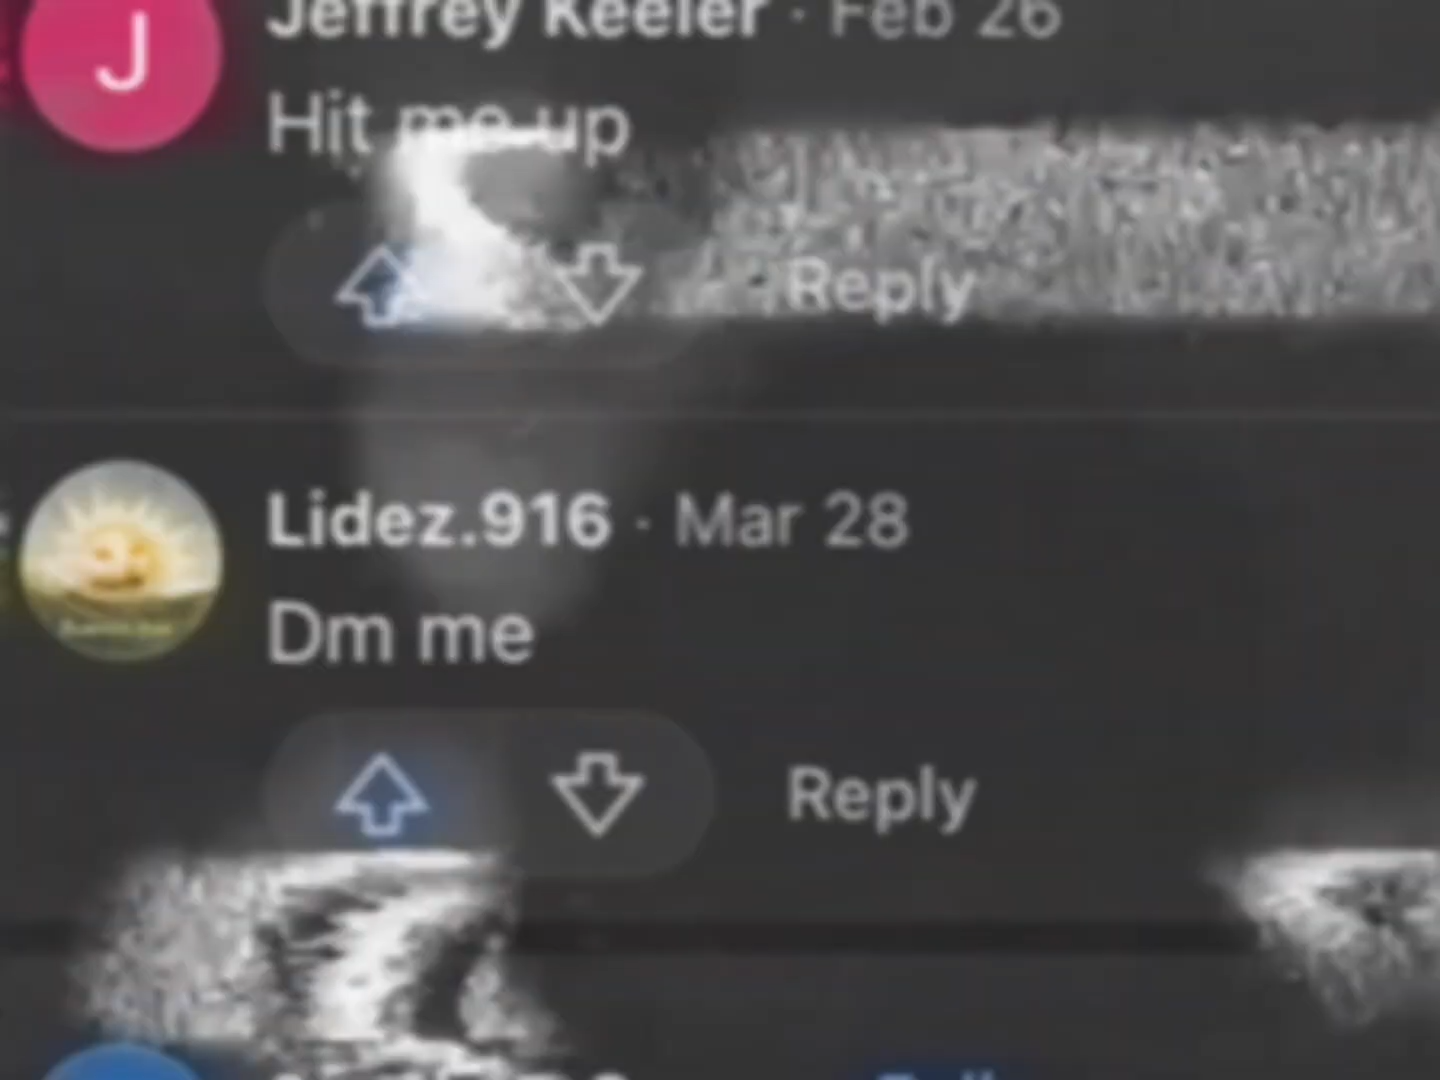 J
Jeffrey Keeler · Feb 26
Hit me up
Reply
Lidez.916 · Mar 28
Dm me
Reply